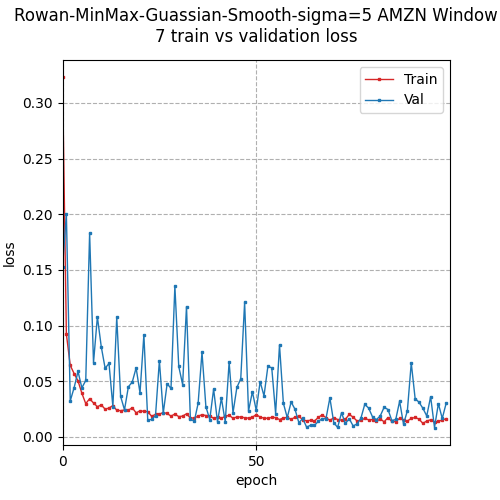 Rowan-MinMax-Guassian-Smooth-sigma=5 AMZN Window
7 train vs validation loss
Train
Val
0.30
0.25
0.20
0.15
0.10
0.05
0.00
loss
0
50
epoch